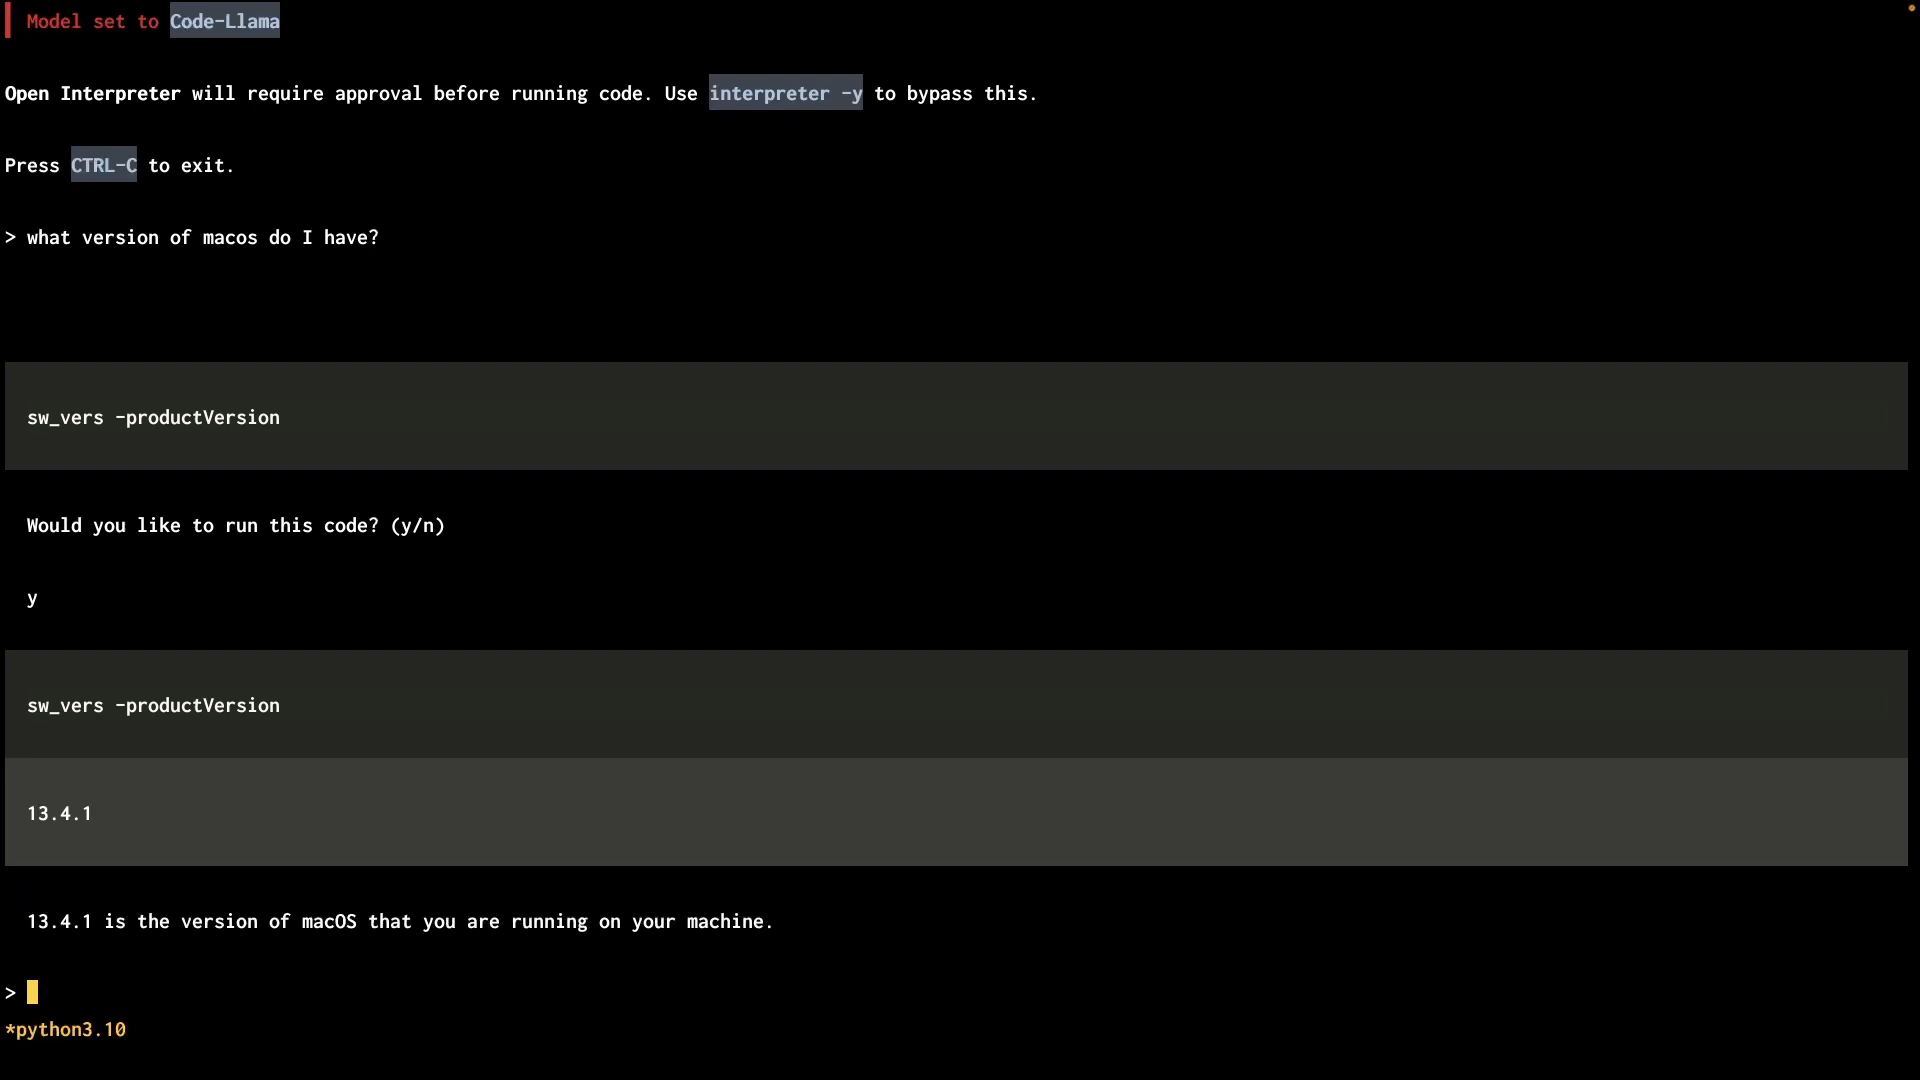 Model set to Code-Llama
Open Interpreter will require approval before running code. Use interpreter -y to bypass this.
Press CTRL-C to exit.
> what version of macos do I have?
sw_vers -productVersion
Would you like to run this code? (y/n)
y
sw_vers -productVersion
13.4.1
13.4.1 is the version of macOS that you are running on your machine.
>
*python3.10